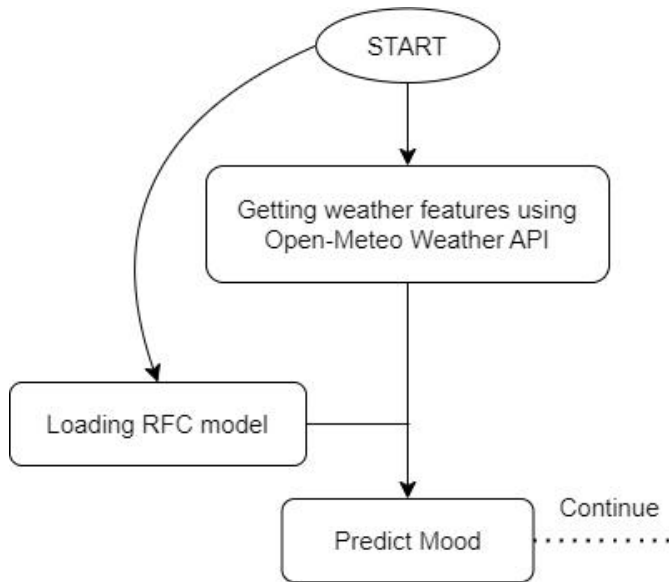 START
Getting weather features using
Open-Meteo Weather API
Loading RFC model
Continue
Predict Mood